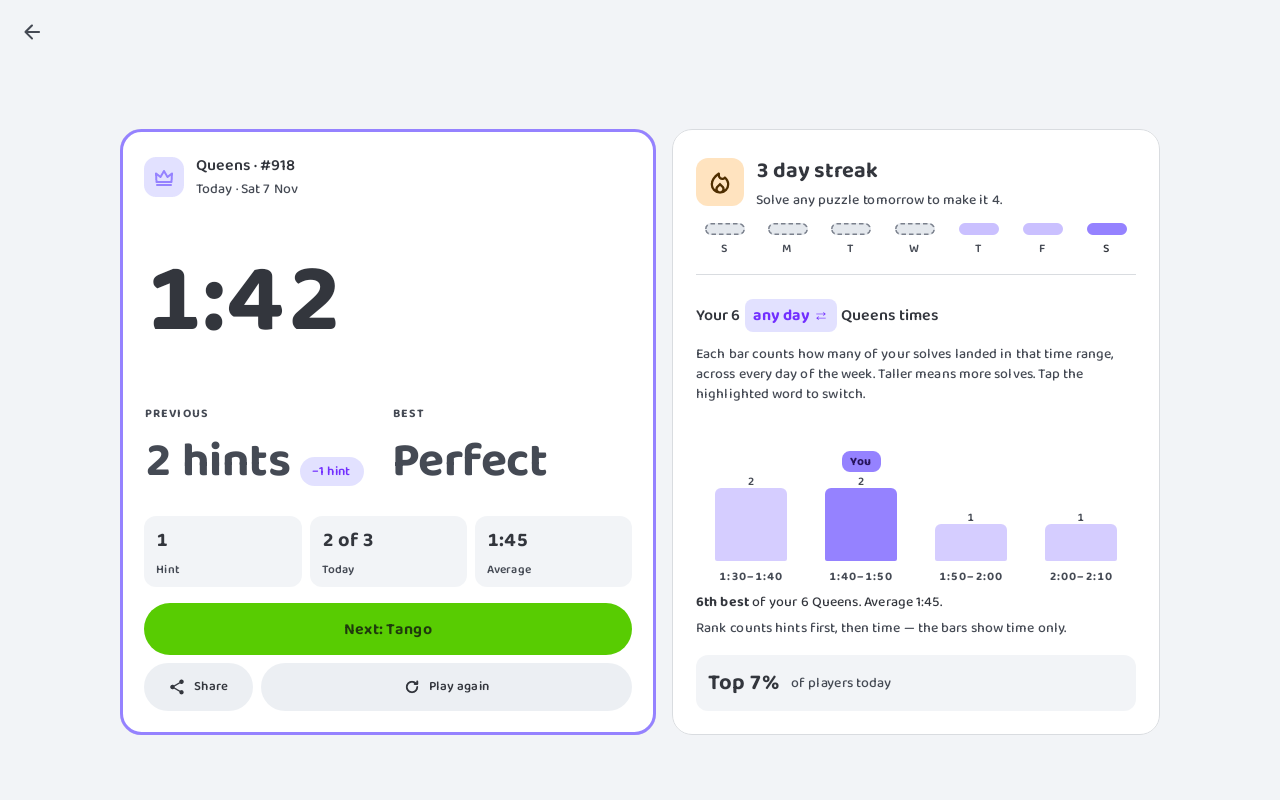 Queens · #918
Today · Sat 7 Nov
1:42
PREVIOUS
2 hints
−1 hint
BEST
Perfect
1
Hint
2 of 3
Today
1:45
Average
Next: Tango
Share
Play again
3 day streak
Solve any puzzle tomorrow to make it 4.
S M T W T F S
Your 6 any day Queens times
Each bar counts how many of your solves landed in that time range,
across every day of the week. Taller means more solves. Tap the
highlighted word to switch.
You
2 2 1 1
1:30–1:40 1:40–1:50 1:50–2:00 2:00–2:10
6th best of your 6 Queens. Average 1:45.
Rank counts hints first, then time — the bars show time only.
Top 7% of players today